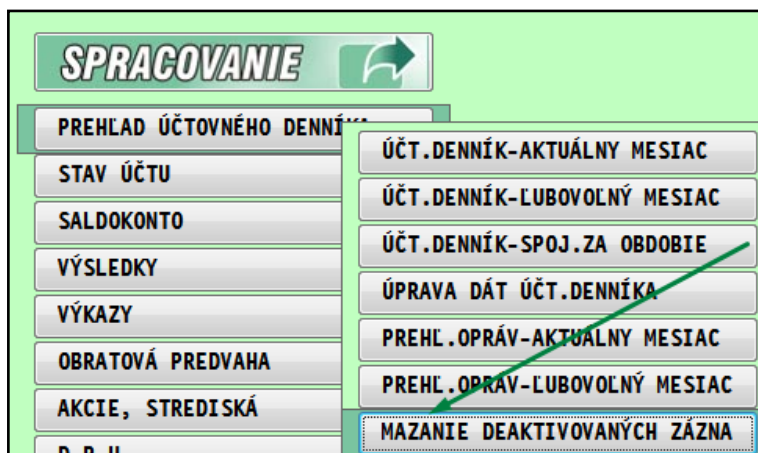 SPRACOVANIE
PREHĽAD ÚČTOVNÉHO DENNÍKA
STAV ÚČTU
SALDOKONTO
VÝSLEDKY
VÝKAZY
OBRATOVÁ PREDVAHA
AKCIE, STREDISKÁ
ÚČT.DENNÍK-AKTUÁLNY MESIAC
ÚČT.DENNÍK-ĽUBOVOĽNÝ MESIAC
ÚČT.DENNÍK-SPOJ.ZA OBDOBIE
ÚPRAVA DÁT ÚČT.DENNÍKA
PREHĽ.OPRÁV-AKTUÁLNY MESIAC
PREHĽ.OPRÁV-ĽUBOVOĽNÝ MESIAC
MAZANIE DEAKTIVOVANÝCH ZÁZNA